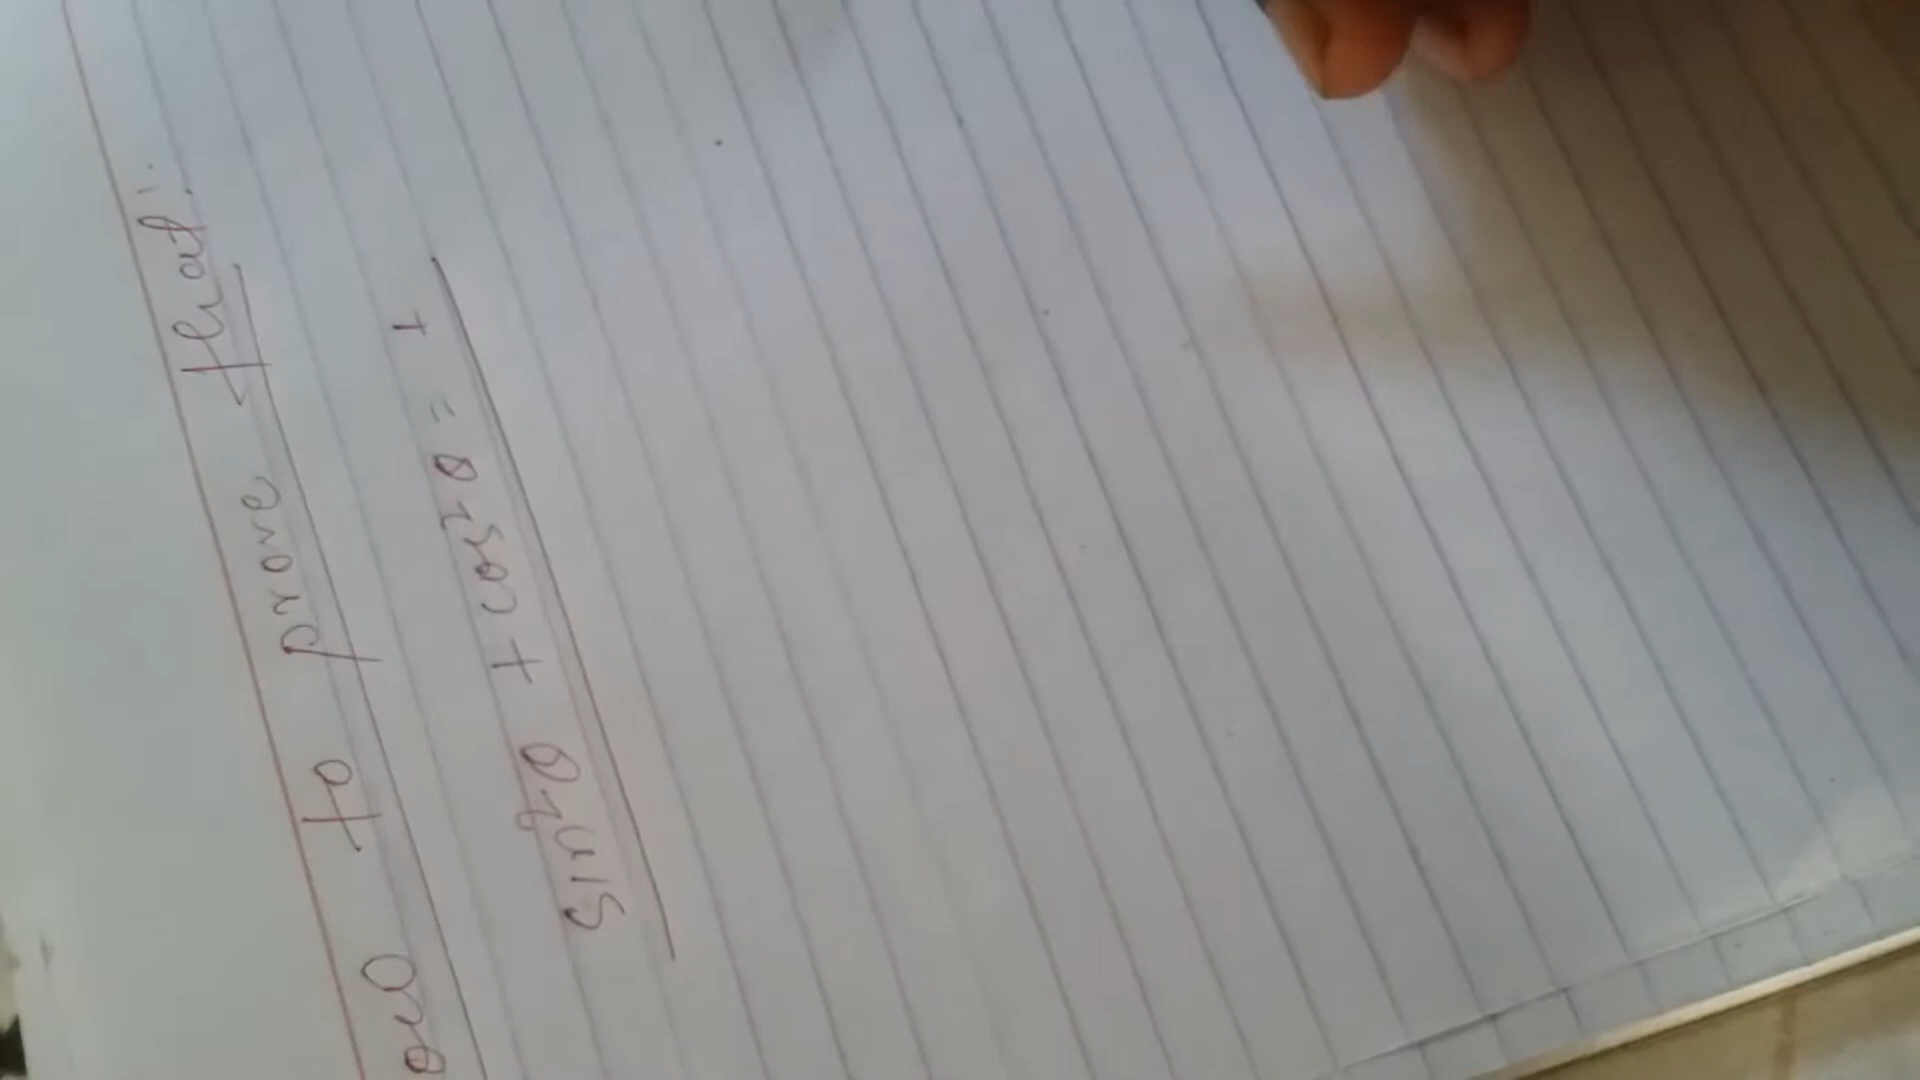 to prove that:
Sin²θ + cos²θ = 1